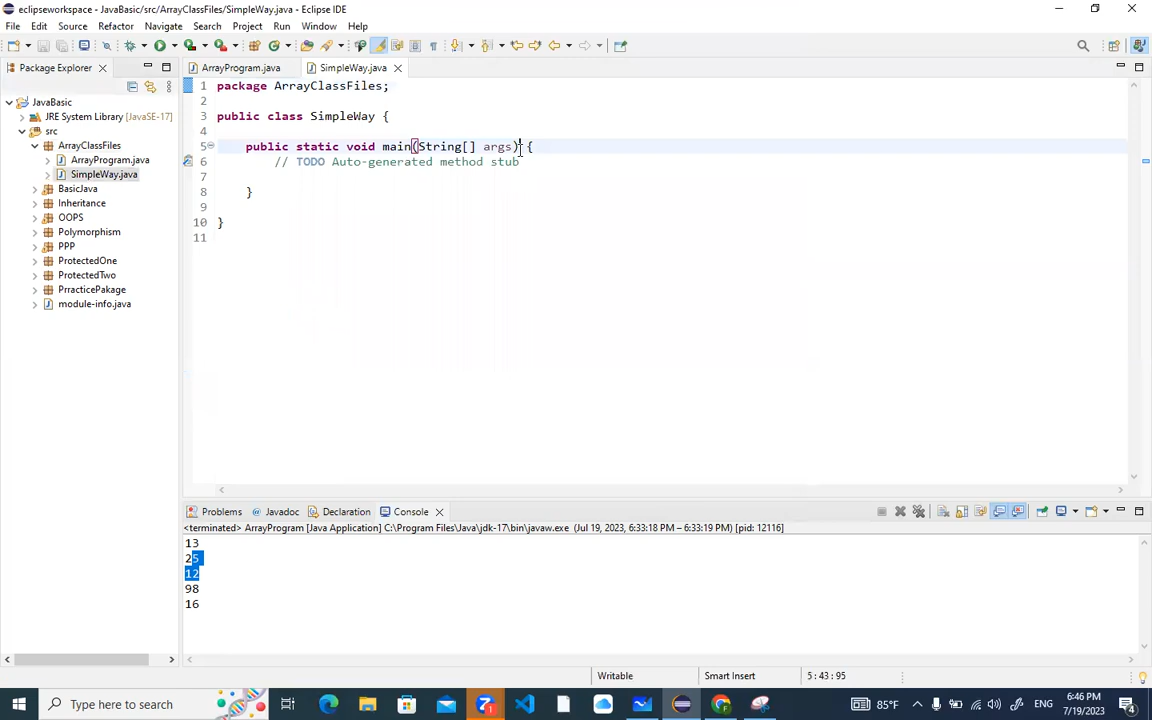 eclipseworkspace - JavaBasic/src/ArrayClassFiles/SimpleWay.java - Eclipse IDE
File Edit Source Refactor Navigate Search Project Run Window Help
Package Explorer
ArrayProgram.java
SimpleWay.java
JavaBasic
JRE System Library [JavaSE-17]
src
ArrayClassFiles
ArrayProgram.java
SimpleWay.java
BasicJava
Inheritance
OOPS
Polymorphism
PPP
ProtectedOne
ProtectedTwo
PrracticePakage
module-info.java
1 package ArrayClassFiles;
2
3 public class SimpleWay {
4
5 public static void main(String[] args) {
6 // TODO Auto-generated method stub
7
8 }
9
10 }
11
Problems Javadoc Declaration Console
<terminated> ArrayProgram [Java Application] C:\Program Files\Java\jdk-17\bin\javaw.exe (Jul 19, 2023, 6:33:18 PM – 6:33:19 PM) [pid: 12116]
13
25
12
98
16
Writable Smart Insert 5 : 43 : 95
Type here to search
85°F
ENG
6:46 PM
7/19/2023
4